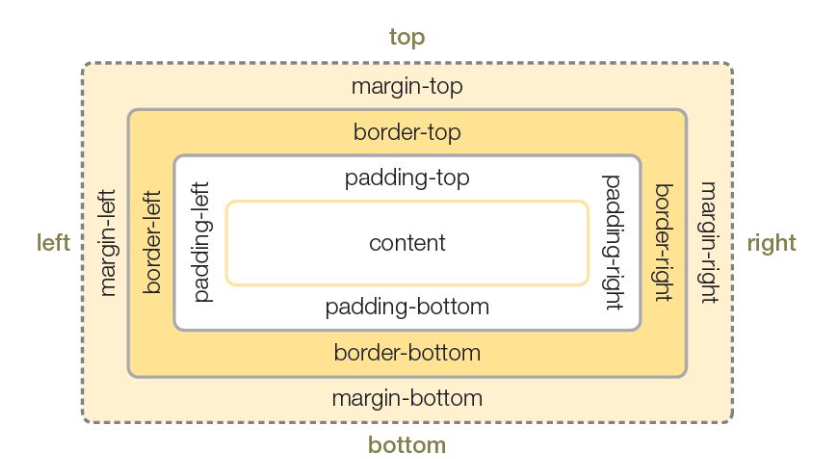 top
margin-top
border-top
padding-top
left
margin-left
border-left
padding-left
content
padding-right
border-right
margin-right
right
padding-bottom
border-bottom
margin-bottom
bottom